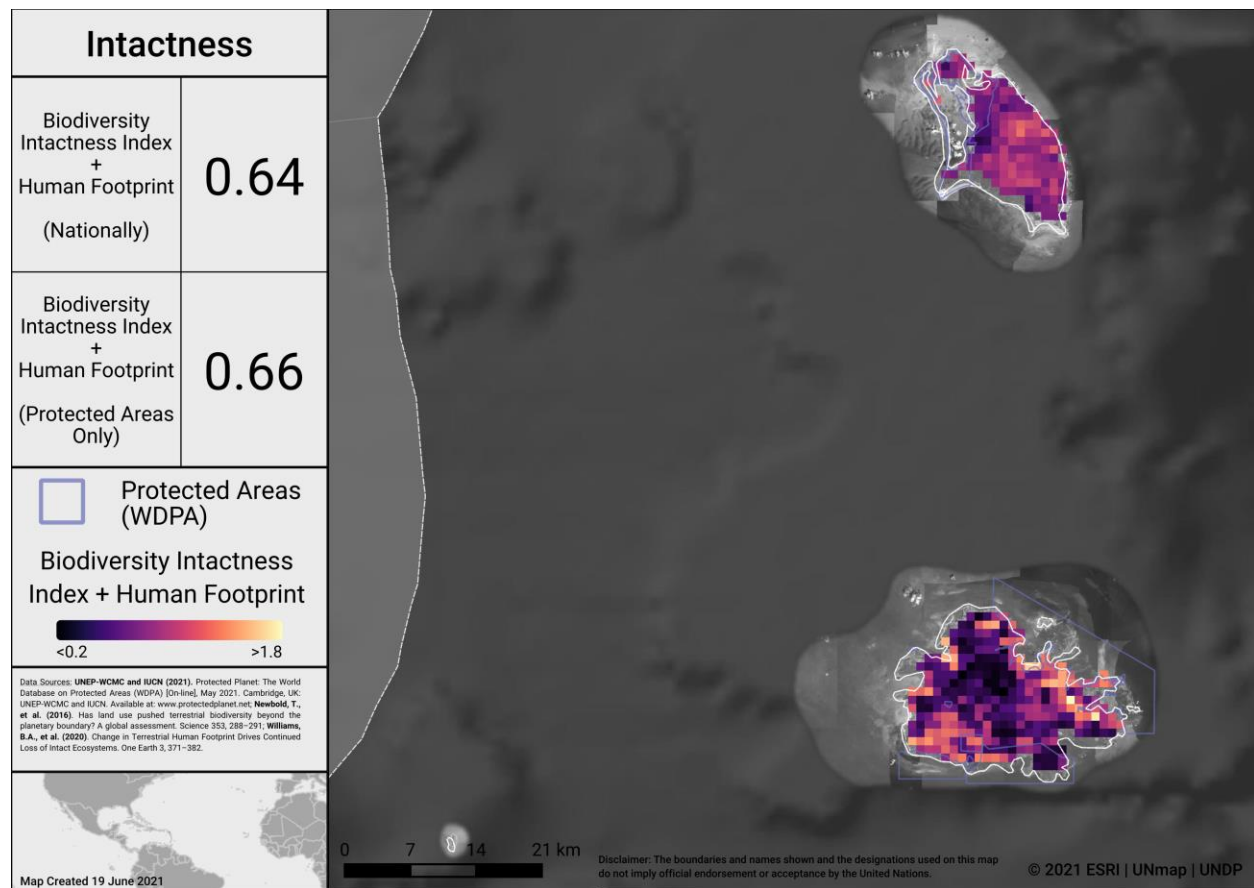 Intactness
Biodiversity
Intactness Index
+
Human Footprint
(Nationally)
0.64
Biodiversity
Intactness Index
+
Human Footprint
(Protected Areas
Only)
0.66
Protected Areas
(WDPA)
Biodiversity Intactness
Index + Human Footprint
<0.2 >1.8
Data Sources: UNEP-WCMC and IUCN (2021). Protected Planet: The World
Database on Protected Areas (WDPA) [On-line], May 2021. Cambridge, UK:
UNEP-WCMC and IUCN. Available at: www.protectedplanet.net; Newbold, T.,
et al. (2016). Has land use pushed terrestrial biodiversity beyond the
planetary boundary? A global assessment. Science 353, 288–291; Williams,
B.A., et al. (2020). Change in Terrestrial Human Footprint Drives Continued
Loss of Intact Ecosystems. One Earth 3, 371–382.
Map Created 19 June 2021
0 7 14 21 km
Disclaimer: The boundaries and names shown and the designations used on this map
do not imply official endorsement or acceptance by the United Nations.
© 2021 ESRI | UNmap | UNDP